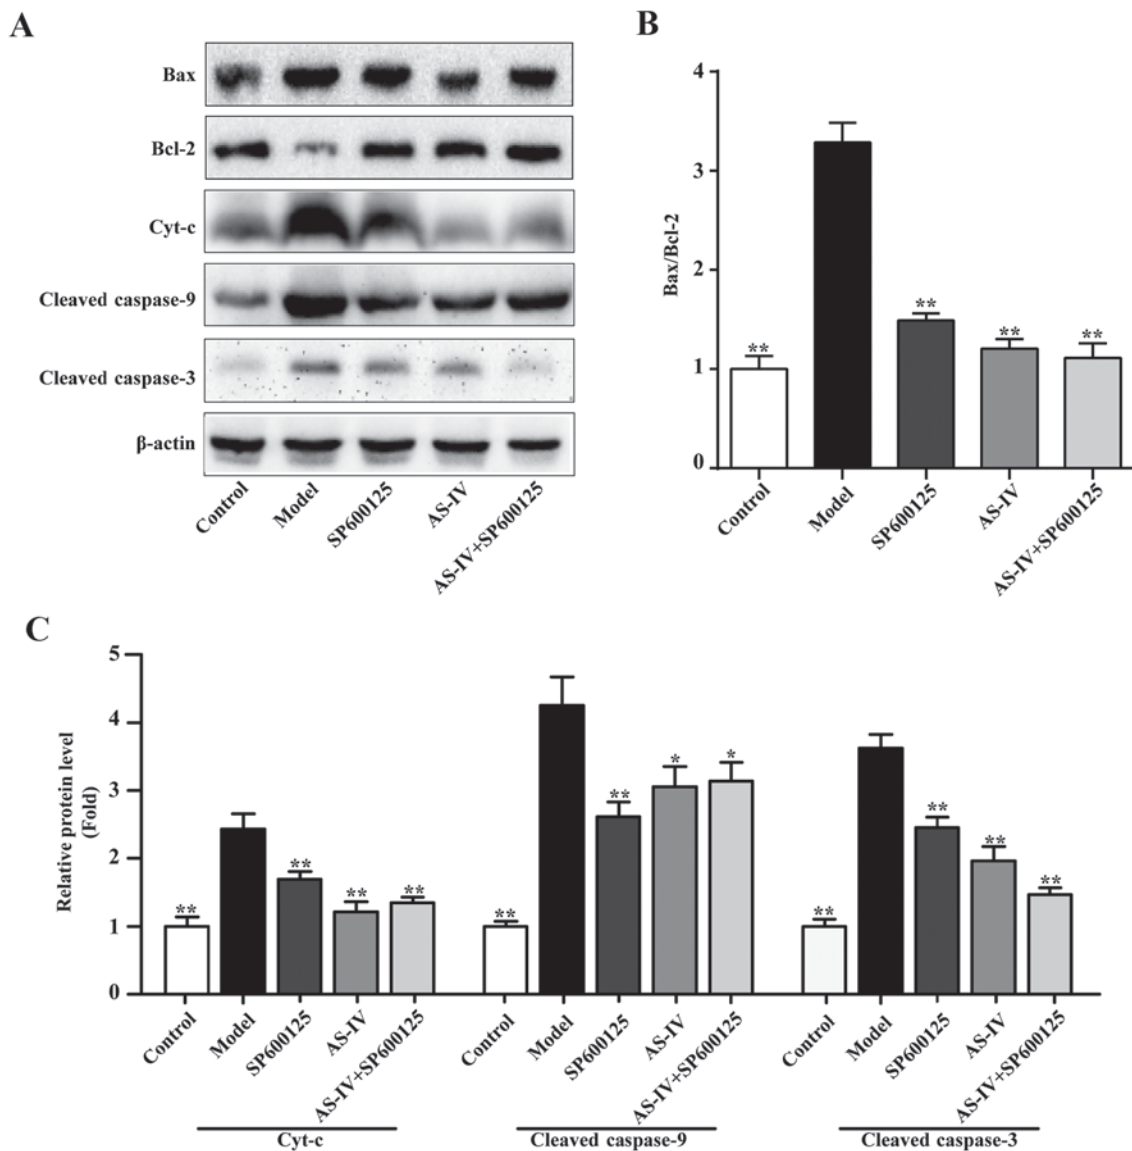 A
Bax
Bcl-2
Cyt-c
Cleaved caspase-9
Cleaved caspase-3
β-actin
Control
Model
SP600125
AS-IV
AS-IV+SP600125
B
Bax/Bcl-2
4
3
2
1
0
**
**
**
**
Control
Model
SP600125
AS-IV
AS-IV+SP600125
C
Relative protein level
(Fold)
5
4
3
2
1
0
**
**
**
**
**
**
*
*
**
**
**
**
Control
Model
SP600125
AS-IV
AS-IV+SP600125
Control
Model
SP600125
AS-IV
AS-IV+SP600125
Control
Model
SP600125
AS-IV
AS-IV+SP600125
Cyt-c
Cleaved caspase-9
Cleaved caspase-3